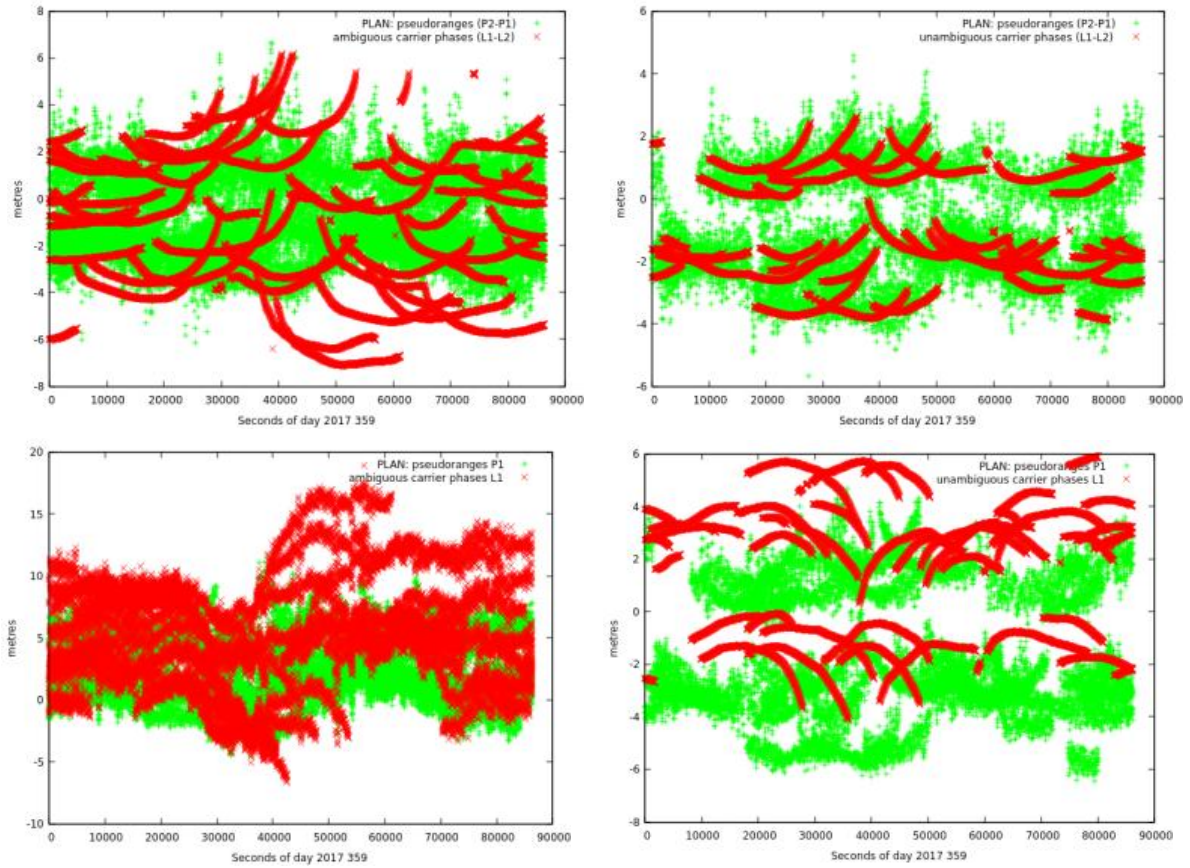 8
6
4
2
0
-2
-4
-6
-8
metres
PLAN: pseudoranges (P2-P1)
ambiguous carrier phases (L1-L2)
0 10000 20000 30000 40000 50000 60000 70000 80000 90000
Seconds of day 2017 359
6
4
2
0
-2
-4
-6
metres
PLAN: pseudoranges (P2-P1)
unambiguous carrier phases (L1-L2)
0 10000 20000 30000 40000 50000 60000 70000 80000 90000
Seconds of day 2017 359
20
15
10
5
0
-5
-10
metres
PLAN: pseudoranges P1
ambiguous carrier phases L1
0 10000 20000 30000 40000 50000 60000 70000 80000 90000
Seconds of day 2017 359
6
4
2
0
-2
-4
-6
-8
metres
PLAN: pseudoranges P1
unambiguous carrier phases L1
0 10000 20000 30000 40000 50000 60000 70000 80000 90000
Seconds of day 2017 359